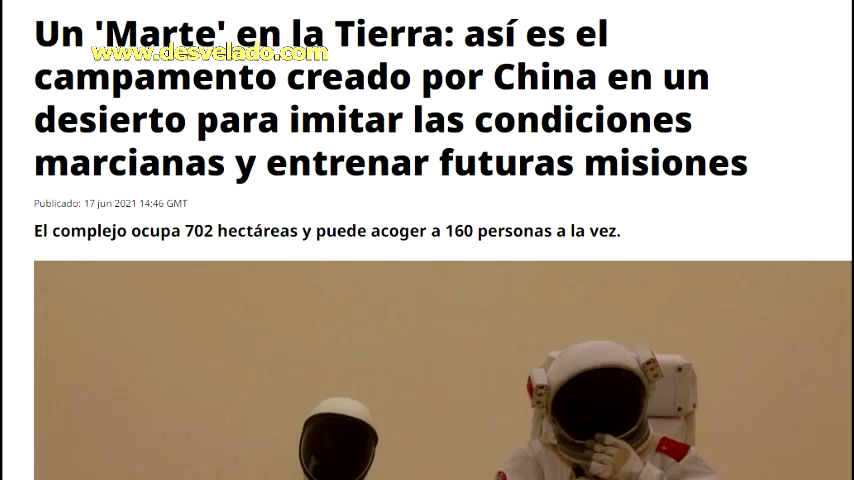 Un 'Marte' en la Tierra: así es el
www.desvelado.com
campamento creado por China en un
desierto para imitar las condiciones
marcianas y entrenar futuras misiones
Publicado: 17 jun 2021 14:46 GMT
El complejo ocupa 702 hectáreas y puede acoger a 160 personas a la vez.